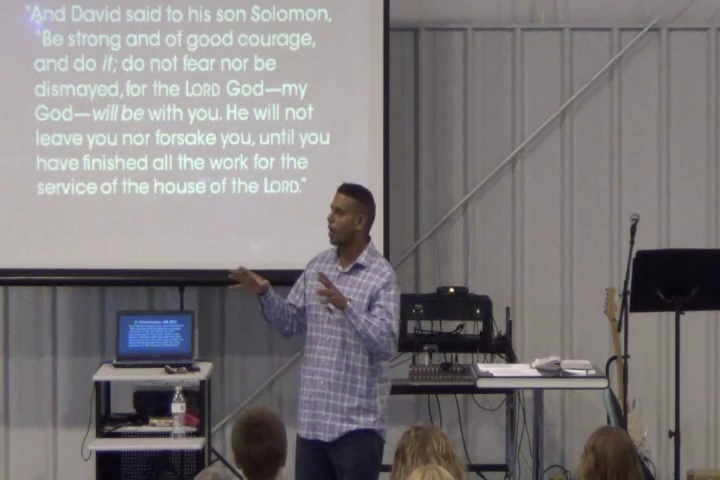 "And David said to his son Solomon,
"Be strong and of good courage,
and do it; do not fear nor be
dismayed, for the LORD God—my
God—will be with you. He will not
leave you nor forsake you, until you
have finished all the work for the
service of the house of the LORD."